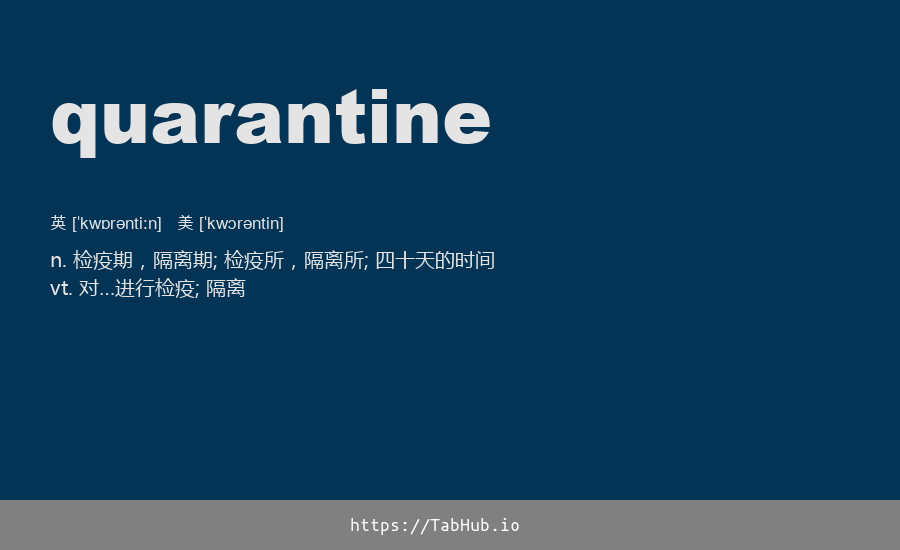 quarantine
英 [ˈkwɒrənti:n] 美 [ˈkwɔrəntin]
n. 检疫期，隔离期; 检疫所，隔离所; 四十天的时间
vt. 对…进行检疫; 隔离
https://TabHub.io